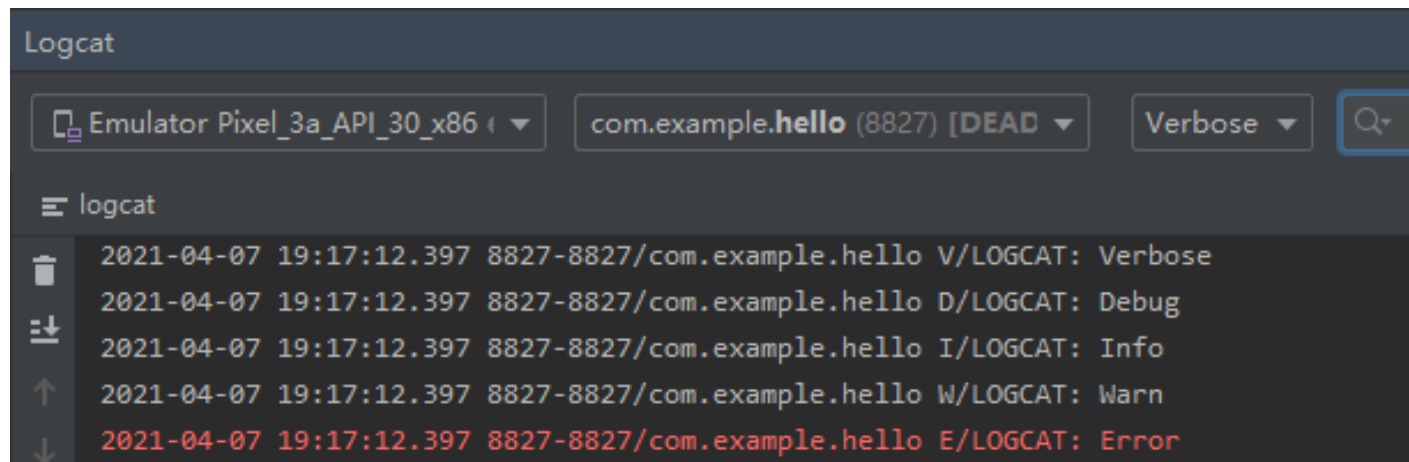 Logcat
Emulator Pixel_3a_API_30_x86 com.example.hello (8827) [DEAD Verbose
logcat
2021-04-07 19:17:12.397 8827-8827/com.example.hello V/LOGCAT: Verbose
2021-04-07 19:17:12.397 8827-8827/com.example.hello D/LOGCAT: Debug
2021-04-07 19:17:12.397 8827-8827/com.example.hello I/LOGCAT: Info
2021-04-07 19:17:12.397 8827-8827/com.example.hello W/LOGCAT: Warn
2021-04-07 19:17:12.397 8827-8827/com.example.hello E/LOGCAT: Error